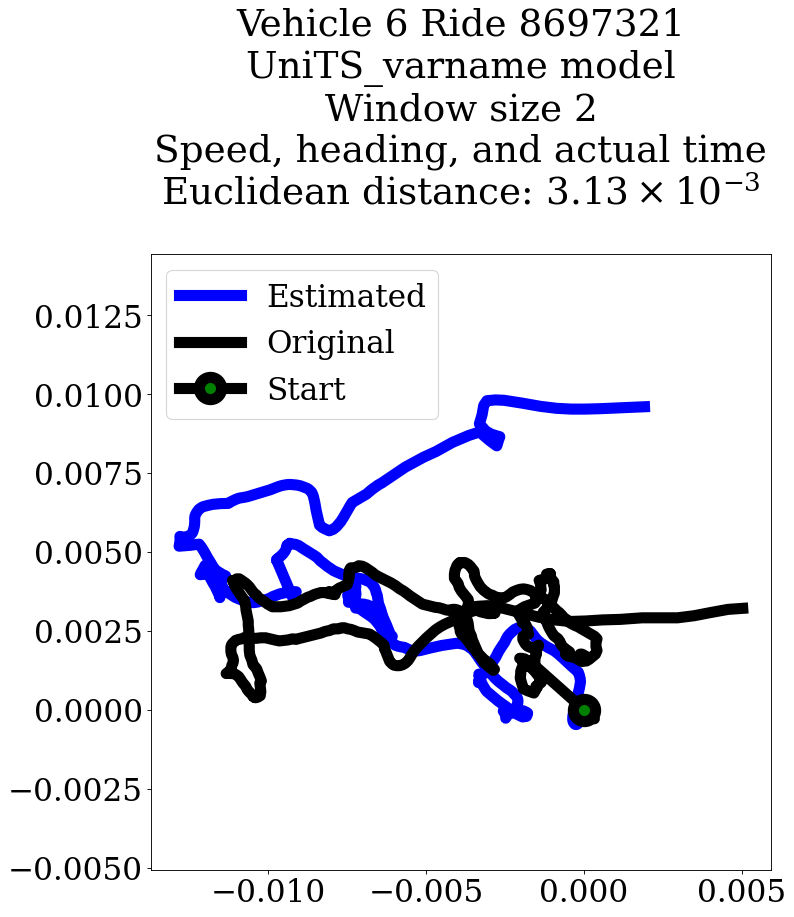 Vehicle 6 Ride 8697321
UniTS_varname model
Window size 2
Speed, heading, and actual time
Euclidean distance: 3.13 × 10⁻³
Estimated
Original
Start
0.0125
0.0100
0.0075
0.0050
0.0025
0.0000
−0.0025
−0.0050
−0.010 −0.005 0.000 0.005